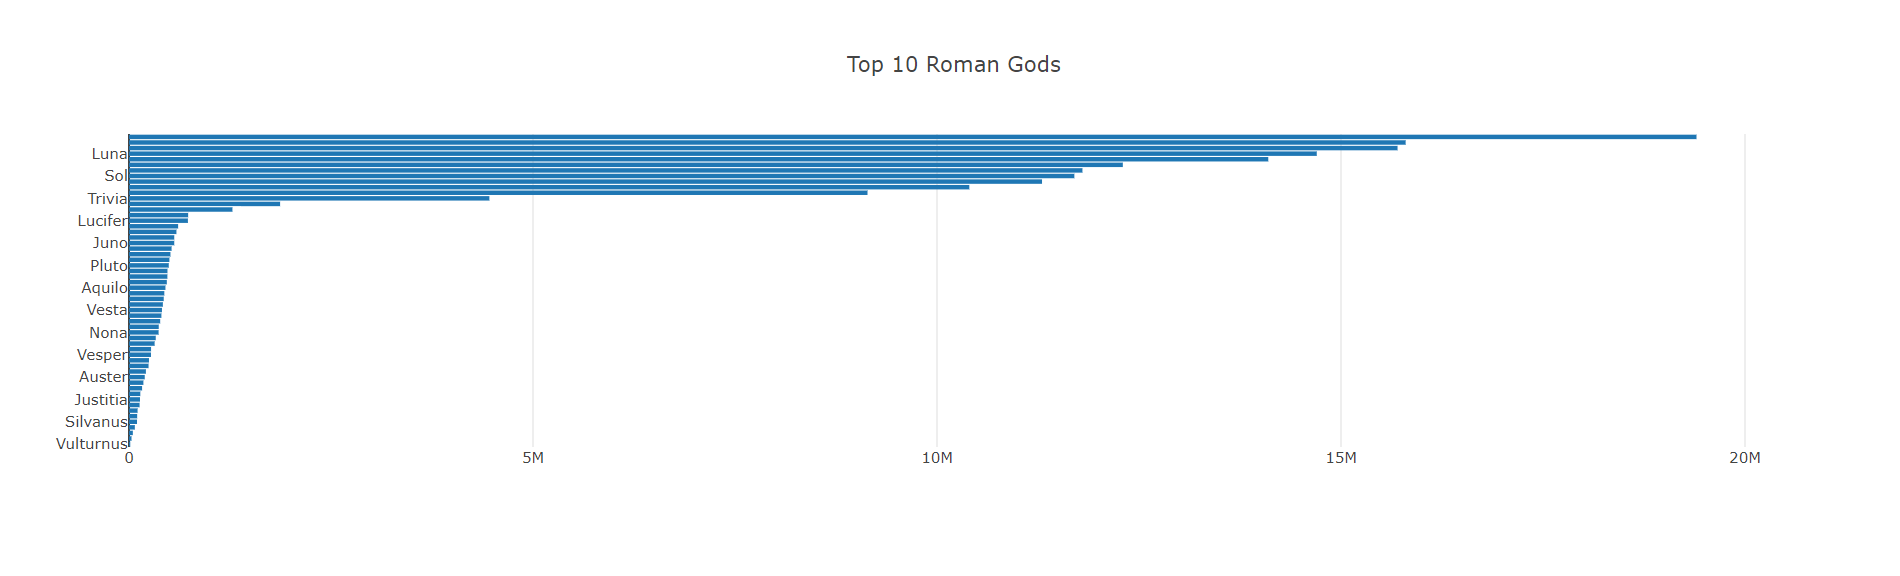 Top 10 Roman Gods
Luna
Sol
Trivia
Lucifer
Juno
Pluto
Aquilo
Vesta
Nona
Vesper
Auster
Justitia
Silvanus
Vulturnus
0 5M 10M 15M 20M